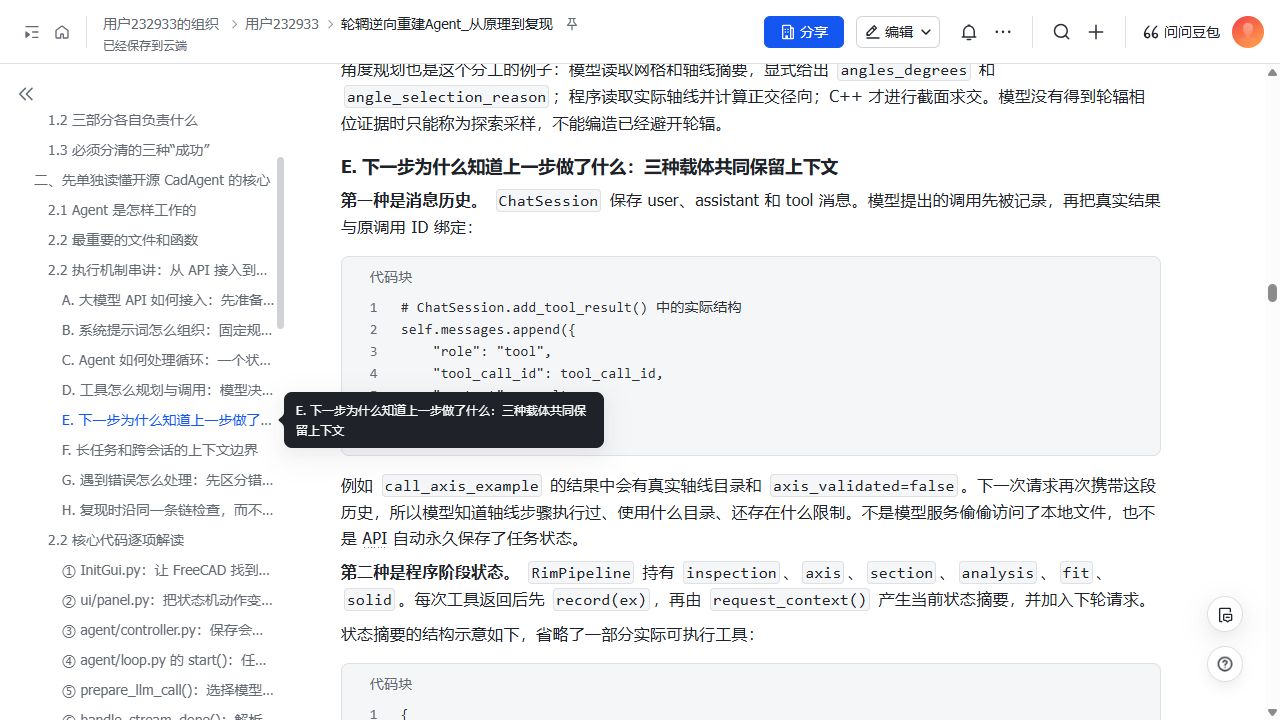 用户232933的组织 > 用户232933 > 轮辋逆向重建Agent_从原理到复现
已经保存到云端
分享
编辑
问问豆包
1.2 三部分各自负责什么
1.3 必须分清的三种“成功”
二、先单独读懂开源 CadAgent 的核心
2.1 Agent 是怎样工作的
2.2 最重要的文件和函数
2.2 执行机制串讲：从 API 接入到...
A. 大模型 API 如何接入：先准备...
B. 系统提示词怎么组织：固定规...
C. Agent 如何处理循环：一个状...
D. 工具怎么规划与调用：模型决...
E. 下一步为什么知道上一步做了...
F. 长任务和跨会话的上下文边界
G. 遇到错误怎么处理：先区分错...
H. 复现时沿同一条链检查，而不...
2.2 核心代码逐项解读
① InitGui.py：让 FreeCAD 找到...
② ui/panel.py：把状态机动作变...
③ agent/controller.py：保存会...
④ agent/loop.py 的 start()：任...
⑤ prepare_llm_call()：选择模型...
⑥ handle_stream_done()：解析
角度规划也是这个分工的例子：模型读取网格和轴线摘要，显式给出 angles_degrees 和
angle_selection_reason；程序读取实际轴线并计算正交径向；C++ 才进行截面求交。模型没有得到轮辐相
位证据时只能称为探索采样，不能编造已经避开轮辐。
E. 下一步为什么知道上一步做了什么：三种载体共同保留上下文
第一种是消息历史。 ChatSession 保存 user、assistant 和 tool 消息。模型提出的调用先被记录，再把真实结果
与原调用 ID 绑定：
代码块
1 # ChatSession.add_tool_result() 中的实际结构
2 self.messages.append({
3 "role": "tool",
4 "tool_call_id": tool_call_id,
E. 下一步为什么知道上一步做了什么：三种载体共同保
留上下文
例如 call_axis_example 的结果中会有真实轴线目录和 axis_validated=false。下一次请求再次携带这段
历史，所以模型知道轴线步骤执行过、使用什么目录、还存在什么限制。不是模型服务偷偷访问了本地文件，也不
是 API 自动永久保存了任务状态。
第二种是程序阶段状态。 RimPipeline 持有 inspection、axis、section、analysis、fit、
solid。每次工具返回后先 record(ex)，再由 request_context() 产生当前状态摘要，并加入下轮请求。
状态摘要的结构示意如下，省略了一部分实际可执行工具：
代码块
1 {